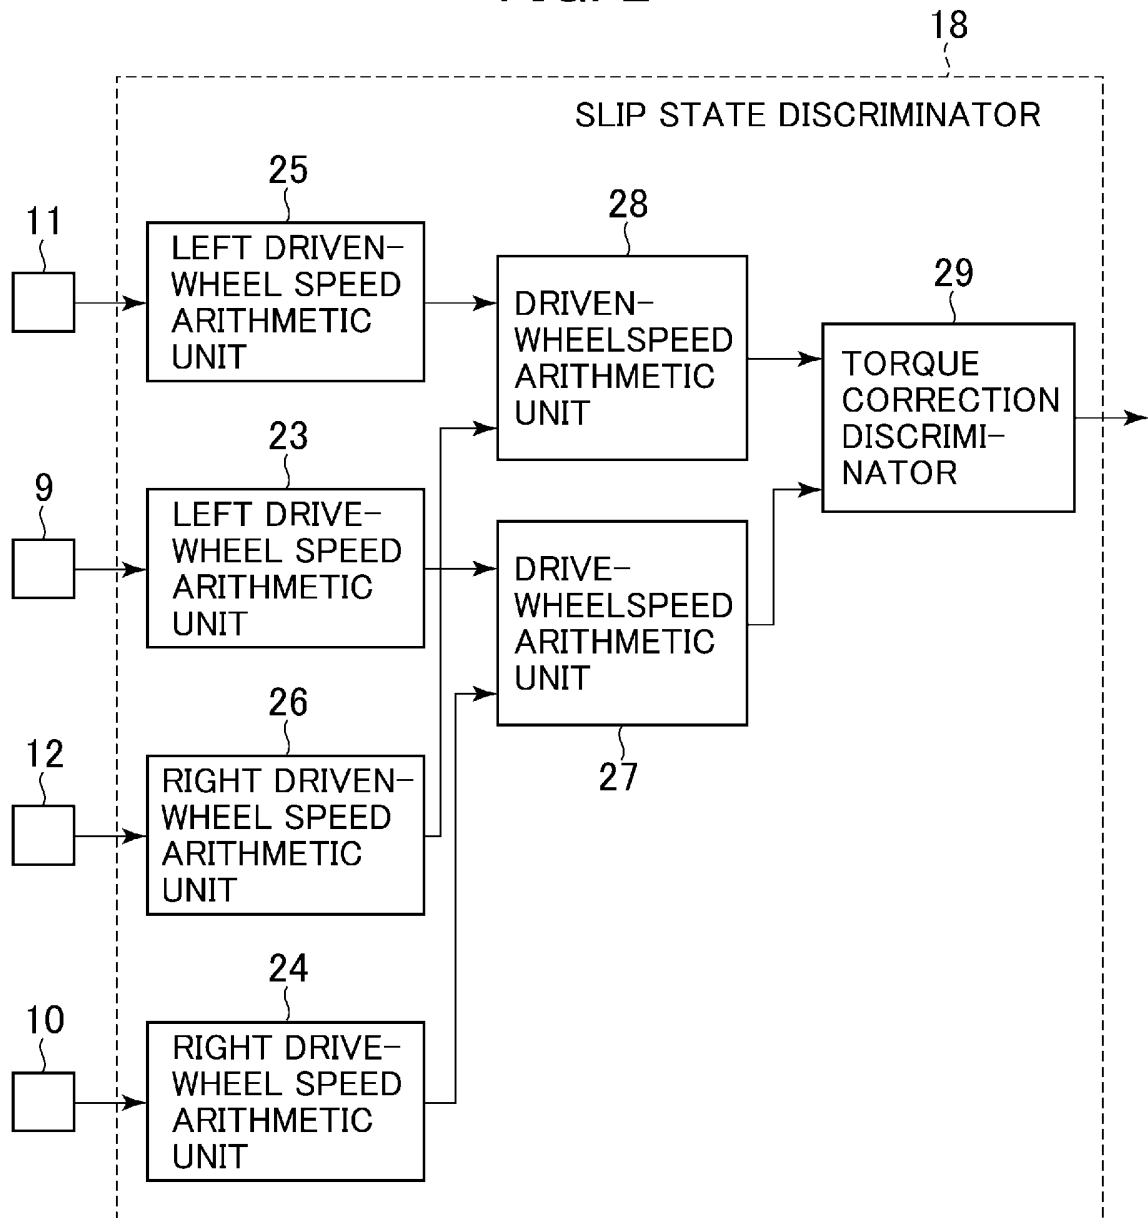 18
SLIP STATE DISCRIMINATOR
25
11
LEFT DRIVEN-
WHEEL SPEED
ARITHMETIC
UNIT
28
DRIVEN-
WHEELSPEED
ARITHMETIC
UNIT
29
TORQUE
CORRECTION
DISCRIMI-
NATOR
23
9
LEFT DRIVE-
WHEEL SPEED
ARITHMETIC
UNIT
DRIVE-
WHEELSPEED
ARITHMETIC
UNIT
27
26
12
RIGHT DRIVEN-
WHEEL SPEED
ARITHMETIC
UNIT
24
10
RIGHT DRIVE-
WHEEL SPEED
ARITHMETIC
UNIT